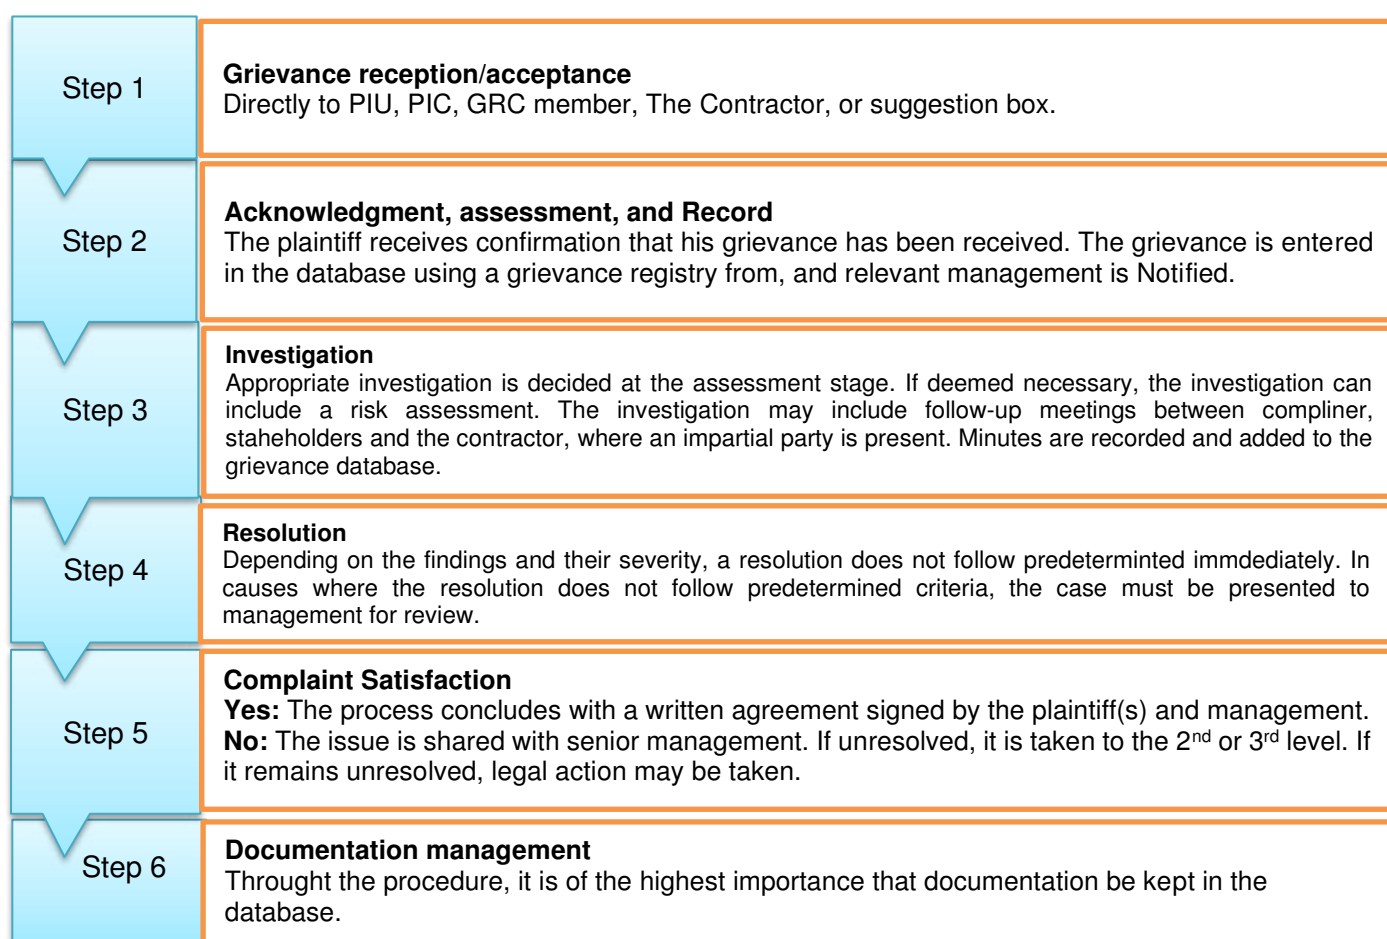 Step 1
Grievance reception/acceptance
Directly to PIU, PIC, GRC member, The Contractor, or suggestion box.
Step 2
Acknowledgment, assessment, and Record
The plaintiff receives confirmation that his grievance has been received. The grievance is entered
in the database using a grievance registry from, and relevant management is Notified.
Step 3
Investigation
Appropriate investigation is decided at the assessment stage. If deemed necessary, the investigation can
include a risk assessment. The investigation may include follow-up meetings between compliner,
staheholders and the contractor, where an impartial party is present. Minutes are recorded and added to the
grievance database.
Step 4
Resolution
Depending on the findings and their severity, a resolution does not follow predeterminted immdediately. In
causes where the resolution does not follow predetermined criteria, the case must be presented to
management for review.
Step 5
Complaint Satisfaction
Yes: The process concludes with a written agreement signed by the plaintiff(s) and management.
No: The issue is shared with senior management. If unresolved, it is taken to the 2nd or 3rd level. If
it remains unresolved, legal action may be taken.
Step 6
Documentation management
Throught the procedure, it is of the highest importance that documentation be kept in the
database.